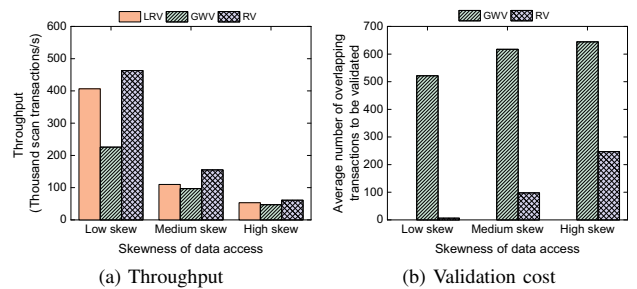 LRV GWV RV
600
500
400
300
200
100
0
Throughput
(Thousand scan transactions/s)
Low skew Medium skew High skew
Skewness of data access
(a) Throughput
GWV RV
700
600
500
400
300
200
100
0
Average number of overlapping
transactions to be validated
Low skew Medium skew High skew
Skewness of data access
(b) Validation cost